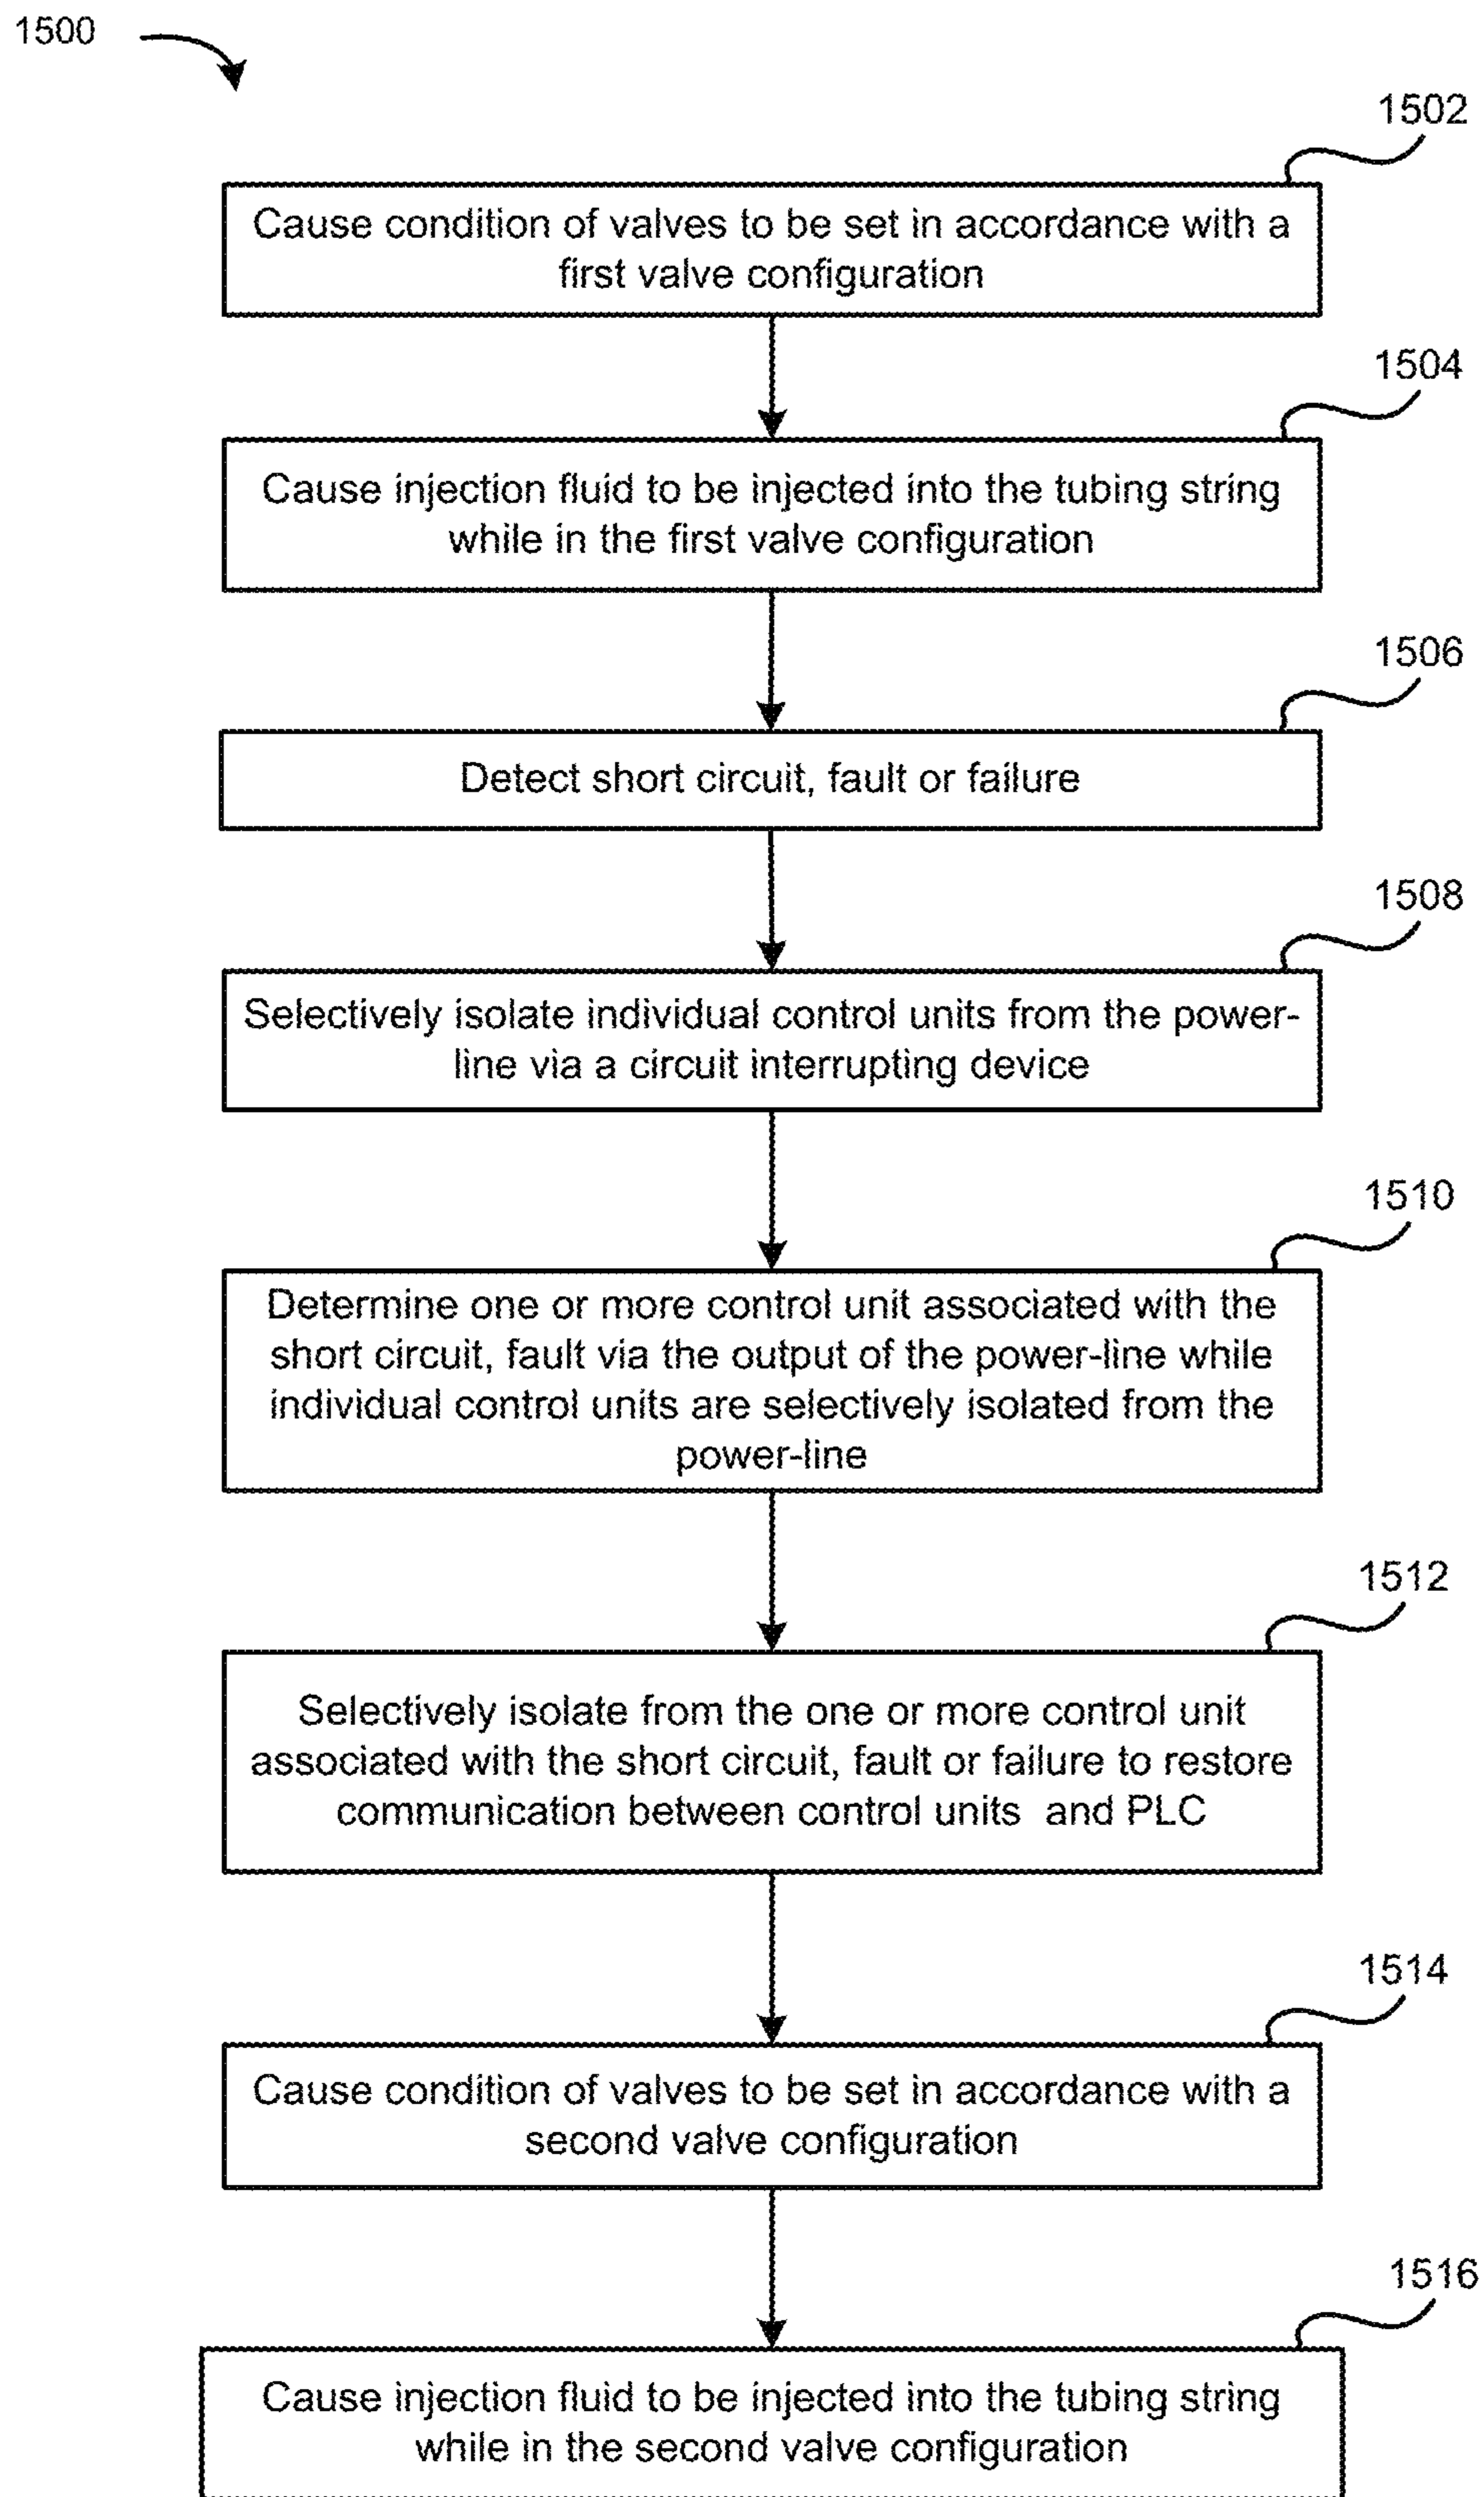 1500
1502
Cause condition of valves to be set in accordance with a
first valve configuration
1504
Cause injection fluid to be injected into the tubing string
while in the first valve configuration
1506
Detect short circuit, fault or failure
1508
Selectively isolate individual control units from the power-
line via a circuit interrupting device
1510
Determine one or more control unit associated with the
short circuit, fault via the output of the power-line while
individual control units are selectively isolated from the
power-line
1512
Selectively isolate from the one or more control unit
associated with the short circuit, fault or failure to restore
communication between control units  and PLC
1514
Cause condition of valves to be set in accordance with a
second valve configuration
1516
Cause injection fluid to be injected into the tubing string
while in the second valve configuration